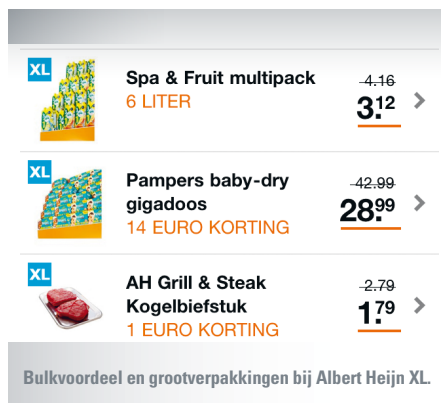 XL
Spa & Fruit multipack
4.16
6 LITER
3.12
XL
Pampers baby-dry
42.99
gigadoos
28.99
14 EURO KORTING
XL
AH Grill & Steak
2.79
Kogelbiefstuk
1.79
1 EURO KORTING
Bulkvoordeel en grootverpakkingen bij Albert Heijn XL.